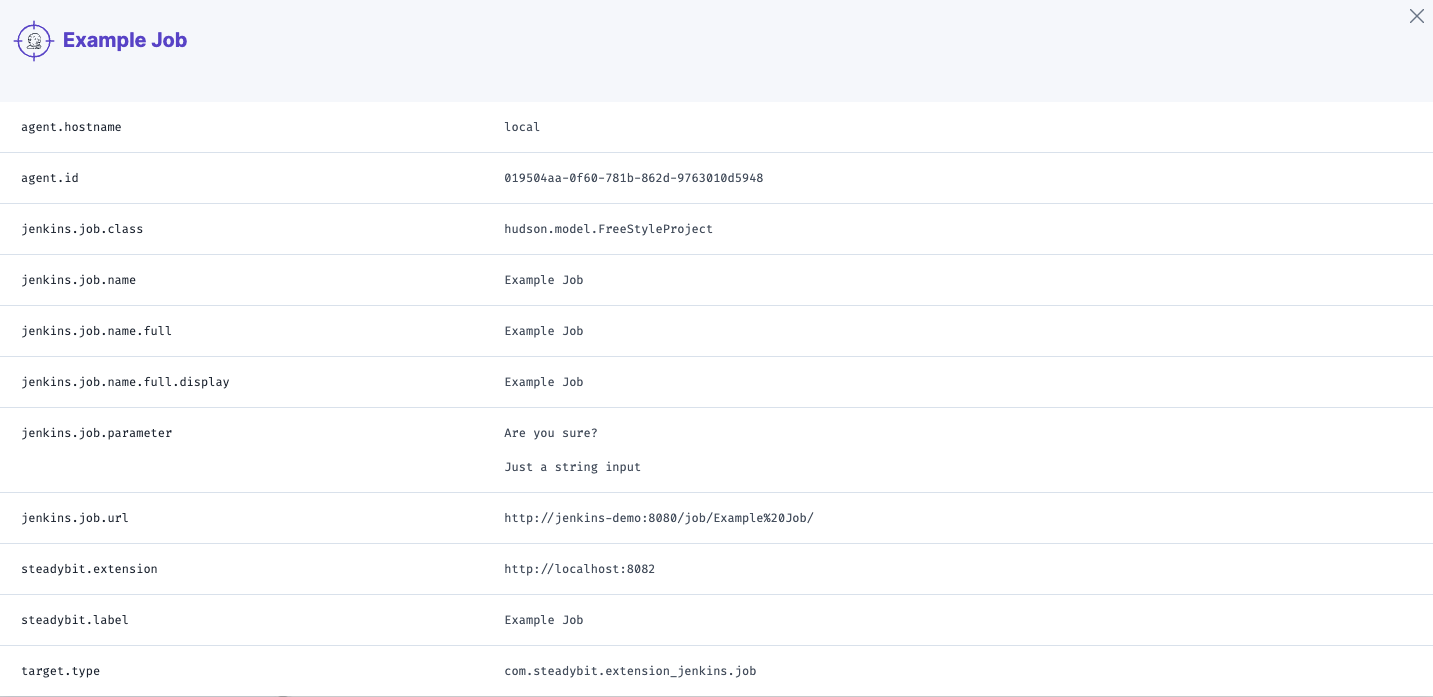 Example Job
agent.hostname local
agent.id 019504aa-0f60-781b-862d-9763010d5948
jenkins.job.class hudson.model.FreeStyleProject
jenkins.job.name Example Job
jenkins.job.name.full Example Job
jenkins.job.name.full.display Example Job
jenkins.job.parameter Are you sure?
Just a string input
jenkins.job.url http://jenkins-demo:8080/job/Example%20Job/
steadybit.extension http://localhost:8082
steadybit.label Example Job
target.type com.steadybit.extension_jenkins.job